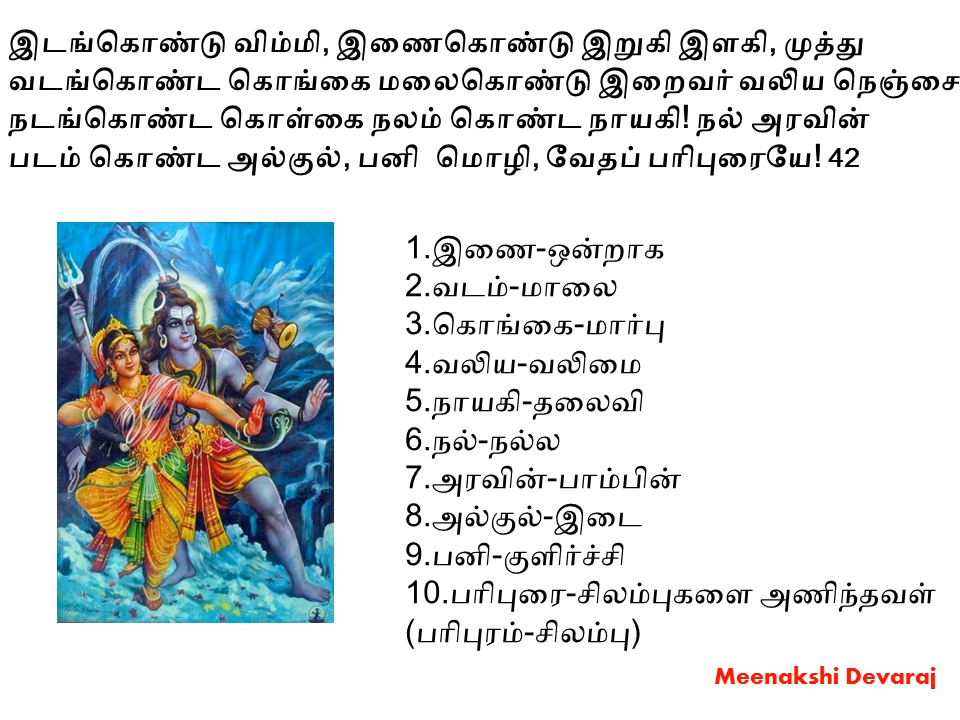 இடங்கொண்டு விம்மி, இணைகொண்டு இறுகி இளகி, முத்து
வடங்கொண்ட கொங்கை மலைகொண்டு இறைவர் வலிய நெஞ்சை
நடங்கொண்ட கொள்கை நலம் கொண்ட நாயகி! நல் அரவின்
படம் கொண்ட அல்குல், பனி மொழி, வேதப் பரிபுரையே! 42
1.இணை-ஒன்றாக
2.வடம்-மாலை
3.கொங்கை-மார்பு
4.வலிய-வலிமை
5.நாயகி-தலைவி
6.நல்-நல்ல
7.அரவின்-பாம்பின்
8.அல்குல்-இடை
9.பனி-குளிர்ச்சி
10.பரிபுரை-சிலம்புகளை அணிந்தவள்
(பரிபுரம்-சிலம்பு)
Meenakshi Devaraj